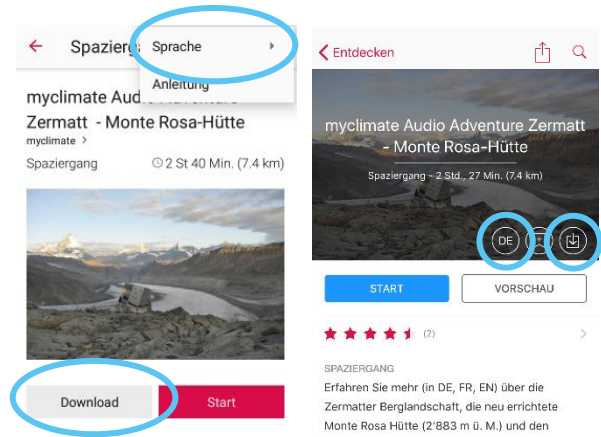 Spazierga
Sprache
Anleitung
myclimate Audio Adventure
Zermatt - Monte Rosa-Hütte
myclimate
Spaziergang
2 St 40 Min. (7.4 km)
Download
Start
Entdecken
myclimate Audio Adventure Zermatt
- Monte Rosa-Hütte
Spaziergang - 2 Std., 27 Min. (7.4 km)
DE
START
VORSCHAU
(2)
SPAZIERGANG
Erfahren Sie mehr (in DE, FR, EN) über die
Zermatter Berglandschaft, die neu errichtete
Monte Rosa Hütte (2'883 m ü. M.) und den